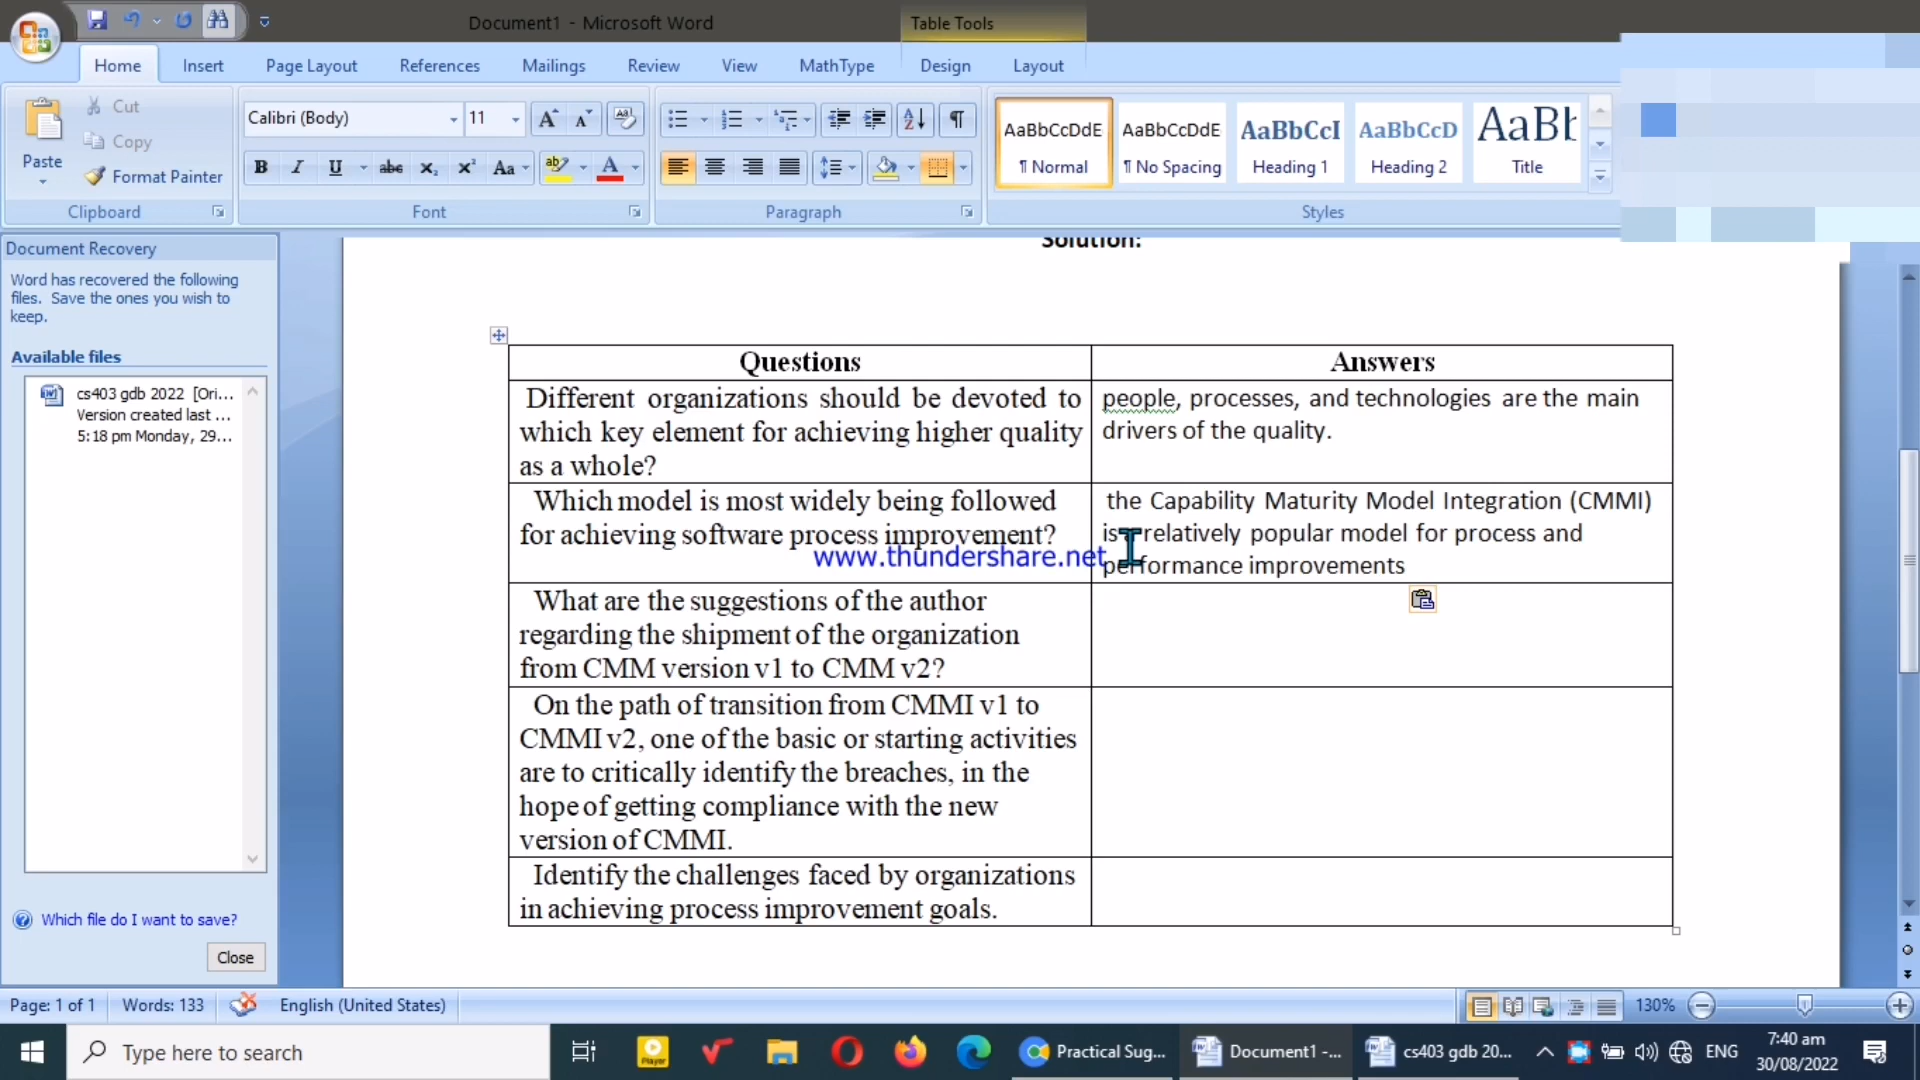 Document1 - Microsoft Word
Table Tools
Home
Insert
Page Layout
References
Mailings
Review
View
MathType
Design
Layout
Paste
Cut
Copy
Format Painter
Clipboard
Calibri (Body)
11
Font
Paragraph
AaBbCcDdE
AaBbCcDdE
AaBbCcI
AaBbCcD
¶ Normal
¶ No Spacing
Heading 1
Heading 2
Title
Styles
Document Recovery
Word has recovered the following
files. Save the ones you wish to
keep.
Available files
cs403 gdb 2022 [Ori...
Version created last ...
5:18 pm Monday, 29...
Which file do I want to save?
Close
Solution:
Questions
Answers
Different organizations should be devoted to
which key element for achieving higher quality
as a whole?
people, processes, and technologies are the main
drivers of the quality.
Which model is most widely being followed
for achieving software process improvement?
the Capability Maturity Model Integration (CMMI)
is a relatively popular model for process and
performance improvements
www.thundershare.net
What are the suggestions of the author
regarding the shipment of the organization
from CMM version v1 to CMM v2?
On the path of transition from CMMI v1 to
CMMI v2, one of the basic or starting activities
are to critically identify the breaches, in the
hope of getting compliance with the new
version of CMMI.
Identify the challenges faced by organizations
in achieving process improvement goals.
Page: 1 of 1
Words: 133
English (United States)
130%
Type here to search
Player
Practical Sug...
Document1 -...
cs403 gdb 20...
ENG
7:40 am
30/08/2022